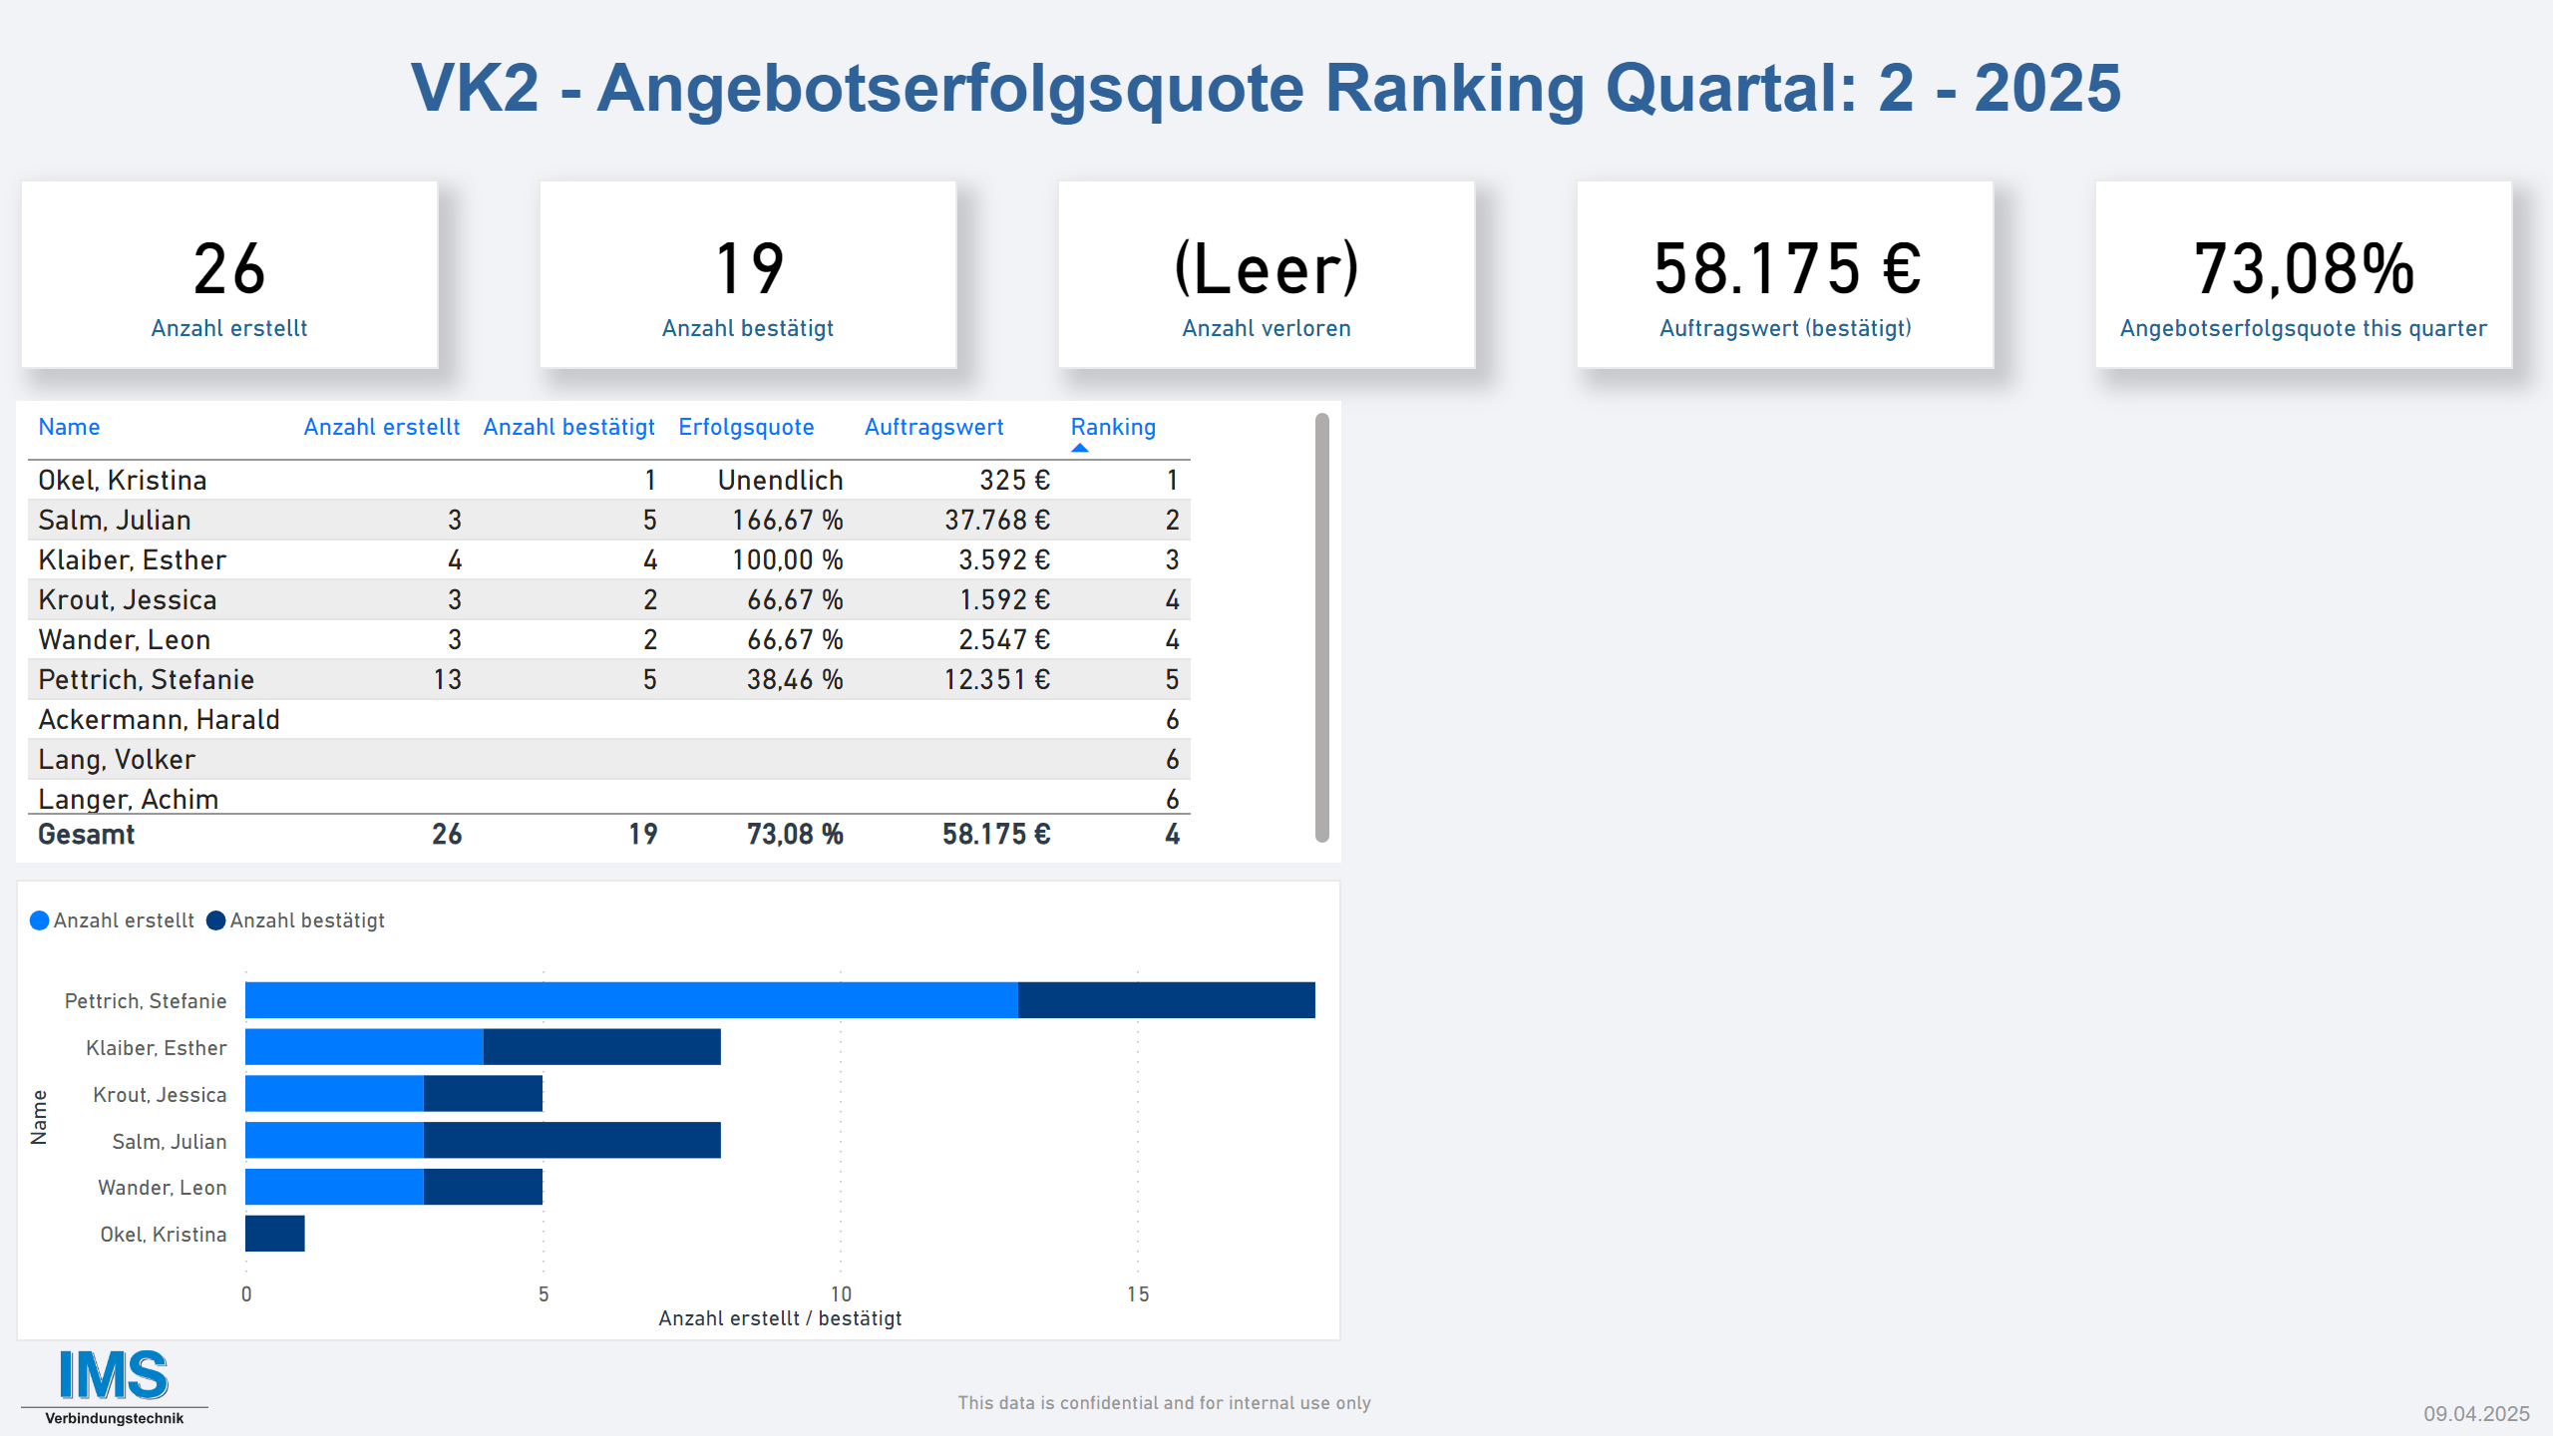 VK2 - Angebotserfolgsquote Ranking Quartal: 2 - 2025
26
Anzahl erstellt
19
Anzahl bestätigt
(Leer)
Anzahl verloren
58.175 €
Auftragswert (bestätigt)
73,08%
Angebotserfolgsquote this quarter
Name Anzahl erstellt Anzahl bestätigt Erfolgsquote Auftragswert Ranking
Okel, Kristina 1 Unendlich 325 € 1
Salm, Julian 3 5 166,67 % 37.768 € 2
Klaiber, Esther 4 4 100,00 % 3.592 € 3
Krout, Jessica 3 2 66,67 % 1.592 € 4
Wander, Leon 3 2 66,67 % 2.547 € 4
Pettrich, Stefanie 13 5 38,46 % 12.351 € 5
Ackermann, Harald 6
Lang, Volker 6
Langer, Achim 6
Gesamt 26 19 73,08 % 58.175 € 4
Anzahl erstellt Anzahl bestätigt
Name
Pettrich, Stefanie
Klaiber, Esther
Krout, Jessica
Salm, Julian
Wander, Leon
Okel, Kristina
0 5 10 15
Anzahl erstellt / bestätigt
IMS
Verbindungstechnik
This data is confidential and for internal use only
09.04.2025